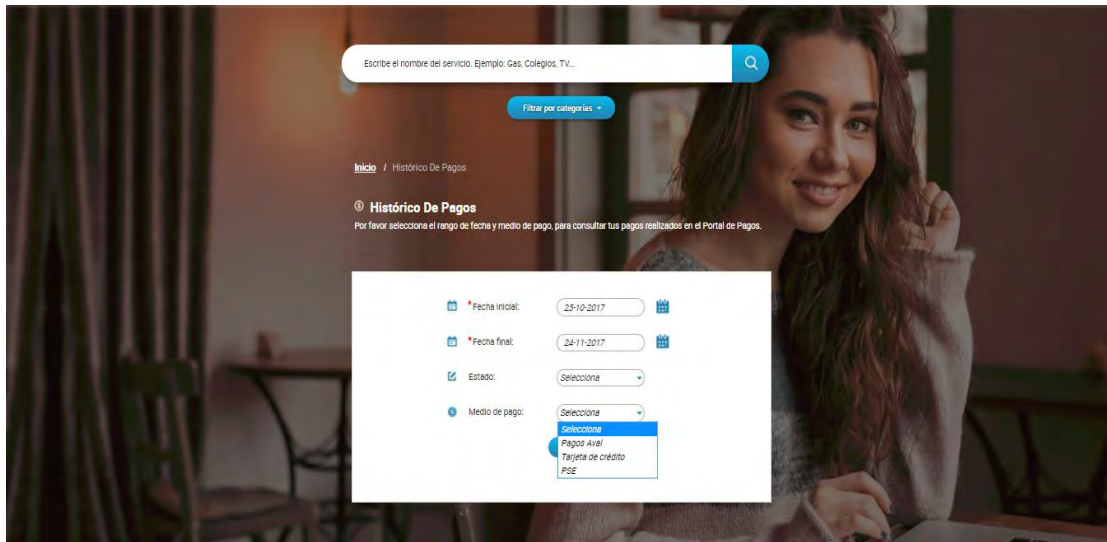 Escribe el nombre del servicio. Ejemplo: Gas, Colegios, TV...
Filtrar por categorías
Inicio / Histórico De Pagos
Histórico De Pagos
Por favor selecciona el rango de fecha y medio de pago, para consultar tus pagos realizados en el Portal de Pagos.
*Fecha inicial: 25-10-2017
*Fecha final: 24-11-2017
Estado: Selecciona
Medio de pago: Selecciona
Selecciona
Pagos Aval
Tarjeta de crédito
PSE